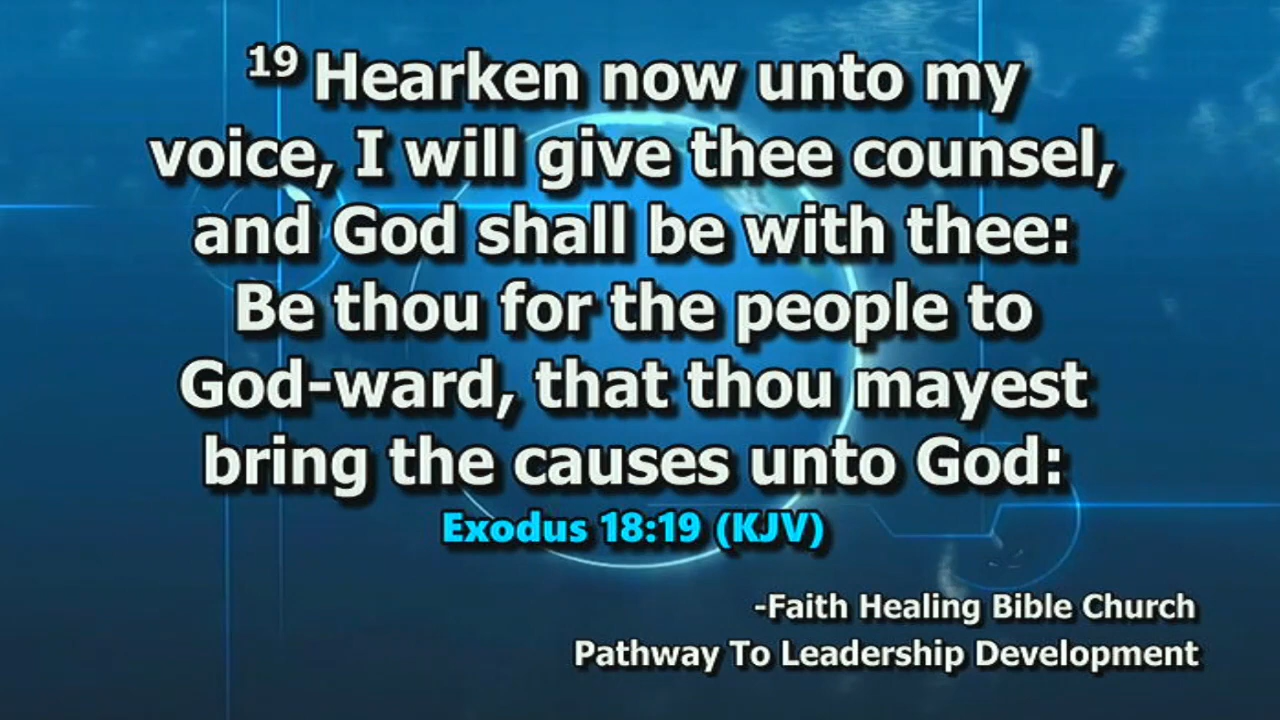 19 Hearken now unto my
voice, I will give thee counsel,
and God shall be with thee:
Be thou for the people to
God-ward, that thou mayest
bring the causes unto God:
Exodus 18:19 (KJV)
-Faith Healing Bible Church
Pathway To Leadership Development